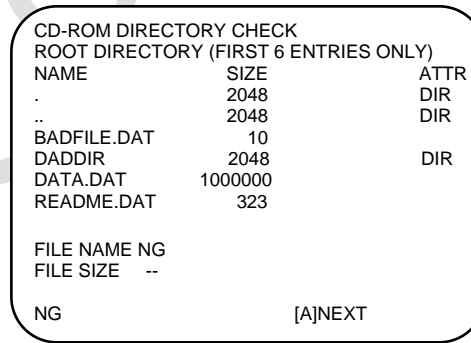 CD-ROM DIRECTORY CHECK
ROOT DIRECTORY (FIRST 6 ENTRIES ONLY)
NAME SIZE ATTR
. 2048 DIR
.. 2048 DIR
BADFILE.DAT 10
DADDIR 2048 DIR
DATA.DAT 1000000
README.DAT 323
FILE NAME NG
FILE SIZE --
NG [A]NEXT